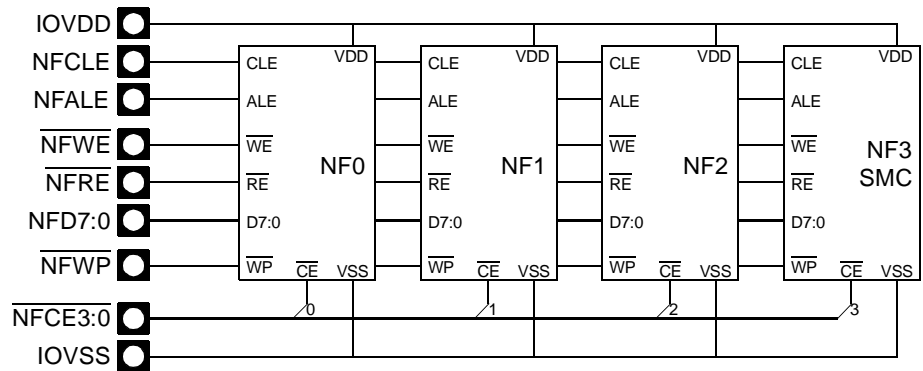 IOVDD
NFCLE
NFALE
NFWE
NFRE
NFD7:0
NFWP
NFCE3:0
IOVSS
VDD
CLE
ALE
WE
NF0
RE
D7:0
WP CE VSS
0
VDD
CLE
ALE
WE
NF1
RE
D7:0
WP CE VSS
1
VDD
CLE
ALE
WE
NF2
RE
D7:0
WP CE VSS
2
VDD
CLE
ALE
WE
NF3
SMC
RE
D7:0
WP CE VSS
3